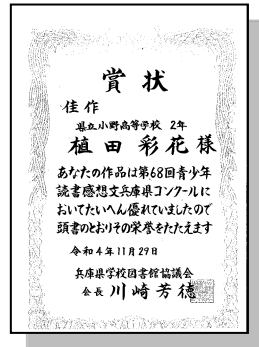 賞状
佳作
県立小野高等学校 2年
植田 彩花 様
あなたの作品は第68回青少年
読書感想文兵庫県コンクールに
おいてたいへん優れていましたので
頭書のとおりその栄誉をたたえます
令和4年11月29日
兵庫県学校図書館協議会
会長 川崎芳徳